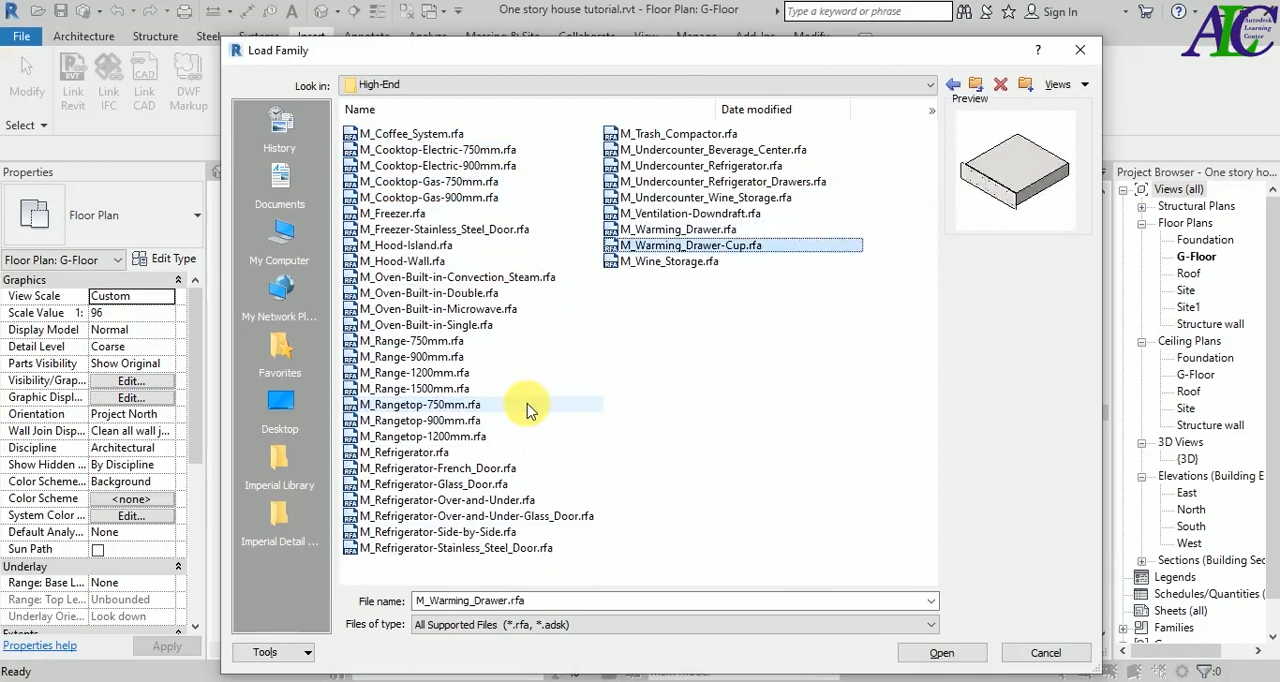 One story house tutorial.rvt - Floor Plan: G-Floor
Type a keyword or phrase
Sign In
File
Architecture
Structure
Steel
ALC
Autodesk
Learning
Center
Modify
Link
Revit
Link
IFC
Link
CAD
DWF
Markup
Select
Load Family
?
Look in:
High-End
Views
Name
Date modified
»
Preview
History
Documents
My Computer
My Network Pl...
Favorites
Desktop
Imperial Library
Imperial Detail ...
M_Coffee_System.rfa
M_Cooktop-Electric-750mm.rfa
M_Cooktop-Electric-900mm.rfa
M_Cooktop-Gas-750mm.rfa
M_Cooktop-Gas-900mm.rfa
M_Freezer.rfa
M_Freezer-Stainless_Steel_Door.rfa
M_Hood-Island.rfa
M_Hood-Wall.rfa
M_Oven-Built-in-Convection_Steam.rfa
M_Oven-Built-in-Double.rfa
M_Oven-Built-in-Microwave.rfa
M_Oven-Built-in-Single.rfa
M_Range-750mm.rfa
M_Range-900mm.rfa
M_Range-1200mm.rfa
M_Range-1500mm.rfa
M_Rangetop-750mm.rfa
M_Rangetop-900mm.rfa
M_Rangetop-1200mm.rfa
M_Refrigerator.rfa
M_Refrigerator-French_Door.rfa
M_Refrigerator-Glass_Door.rfa
M_Refrigerator-Over-and-Under.rfa
M_Refrigerator-Over-and-Under-Glass_Door.rfa
M_Refrigerator-Side-by-Side.rfa
M_Refrigerator-Stainless_Steel_Door.rfa
M_Trash_Compactor.rfa
M_Undercounter_Beverage_Center.rfa
M_Undercounter_Refrigerator.rfa
M_Undercounter_Refrigerator_Drawers.rfa
M_Undercounter_Wine_Storage.rfa
M_Ventilation-Downdraft.rfa
M_Warming_Drawer.rfa
M_Warming_Drawer-Cup.rfa
M_Wine_Storage.rfa
File name:
M_Warming_Drawer.rfa
Files of type:
All Supported Files (*.rfa, *.adsk)
Tools
Open
Cancel
Properties
Floor Plan
Floor Plan: G-Floor
Edit Type
Graphics
View Scale Custom
Scale Value 1: 96
Display Model Normal
Detail Level Coarse
Parts Visibility Show Original
Visibility/Grap... Edit...
Graphic Displ... Edit...
Orientation Project North
Wall Join Disp... Clean all wall j...
Discipline Architectural
Show Hidden ... By Discipline
Color Scheme... Background
Color Scheme <none>
System Color ... Edit...
Default Analy... None
Sun Path
Underlay
Range: Base L... None
Range: Top Le... Unbounded
Underlay Orie... Look down
Extents
Properties help
Apply
Ready
Project Browser - One story ho...
Views (all)
Structural Plans
Floor Plans
Foundation
G-Floor
Roof
Site
Site1
Structure wall
Ceiling Plans
Foundation
G-Floor
Roof
Site
Structure wall
3D Views
{3D}
Elevations (Building E
East
North
South
West
Sections (Building Sec
Legends
Schedules/Quantities (
Sheets (all)
Families
:0